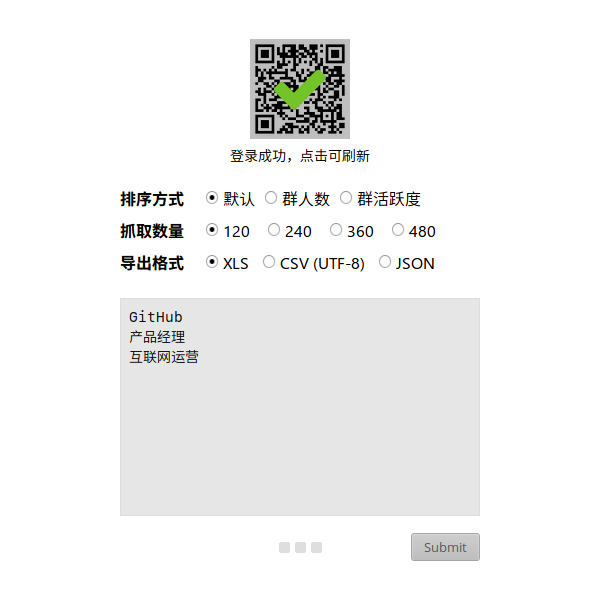 登录成功，点击可刷新
排序方式 默认 群人数 群活跃度
抓取数量 120 240 360 480
导出格式 XLS CSV (UTF-8) JSON
GitHub
产品经理
互联网运营
Submit